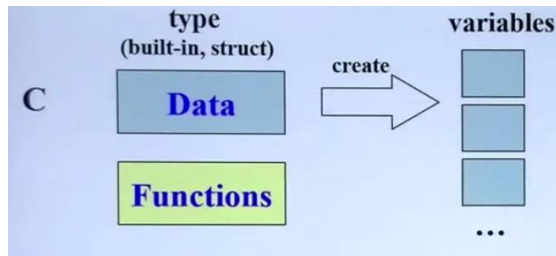 type
(built-in, struct)
variables
create
C
Data
Functions
...